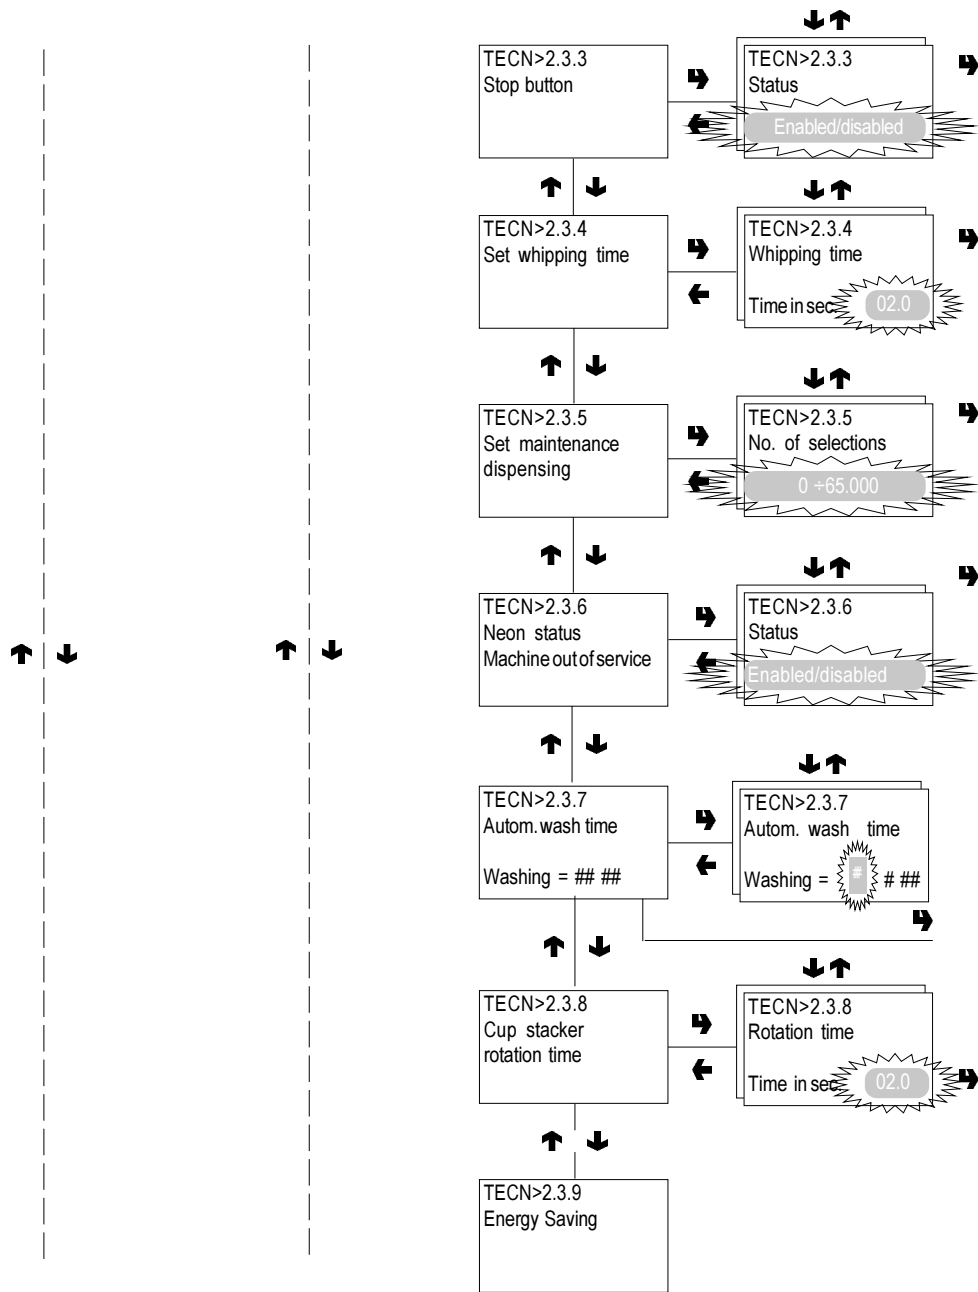 TECN>2.3.3
Stop button
TECN>2.3.3
Status
Enabled/disabled
TECN>2.3.4
Set whipping time
TECN>2.3.4
Whipping time
Time in sec. 02.0
TECN>2.3.5
Set maintenance
dispensing
TECN>2.3.5
No. of selections
0 ÷65.000
TECN>2.3.6
Neon status
Machine out of service
TECN>2.3.6
Status
Enabled/disabled
TECN>2.3.7
Autom. wash time
Washing = ## ##
TECN>2.3.7
Autom. wash time
Washing = # # ##
TECN>2.3.8
Cup stacker
rotation time
TECN>2.3.8
Rotation time
Time in sec. 02.0
TECN>2.3.9
Energy Saving